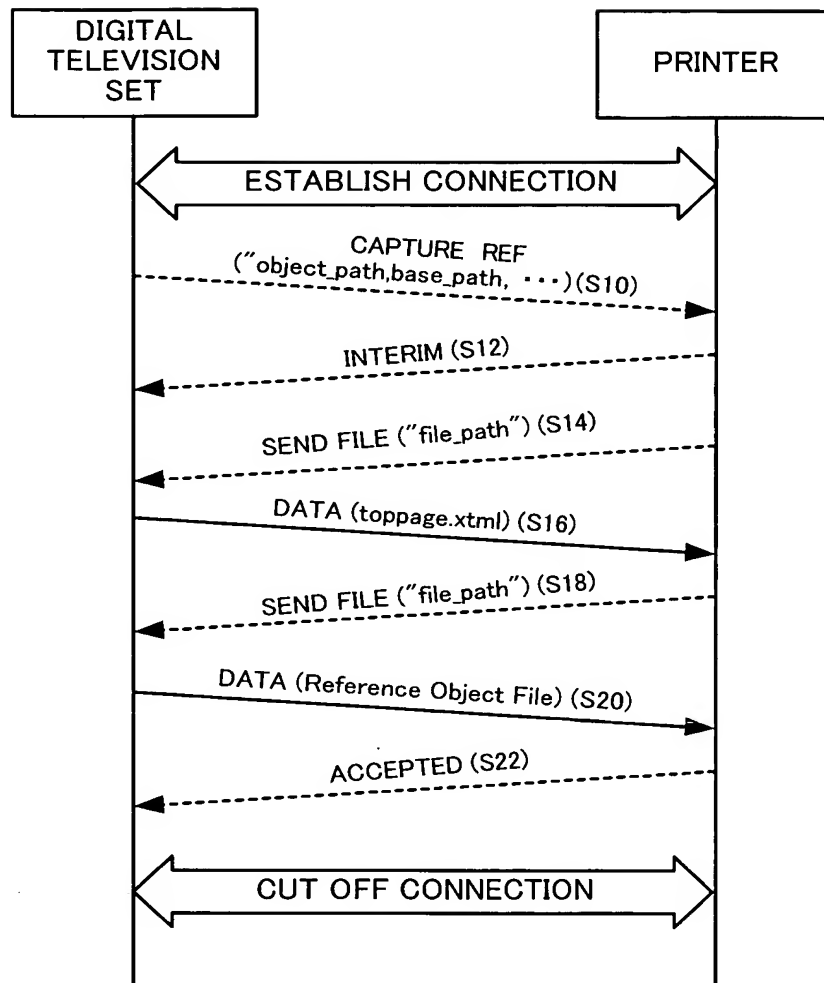 DIGITAL
TELEVISION
SET
PRINTER
ESTABLISH CONNECTION
CAPTURE REF
("object_path,base_path, ･･･)(S10)
INTERIM (S12)
SEND FILE ("file_path") (S14)
DATA (toppage.xtml) (S16)
SEND FILE ("file_path") (S18)
DATA (Reference Object File) (S20)
ACCEPTED (S22)
CUT OFF CONNECTION